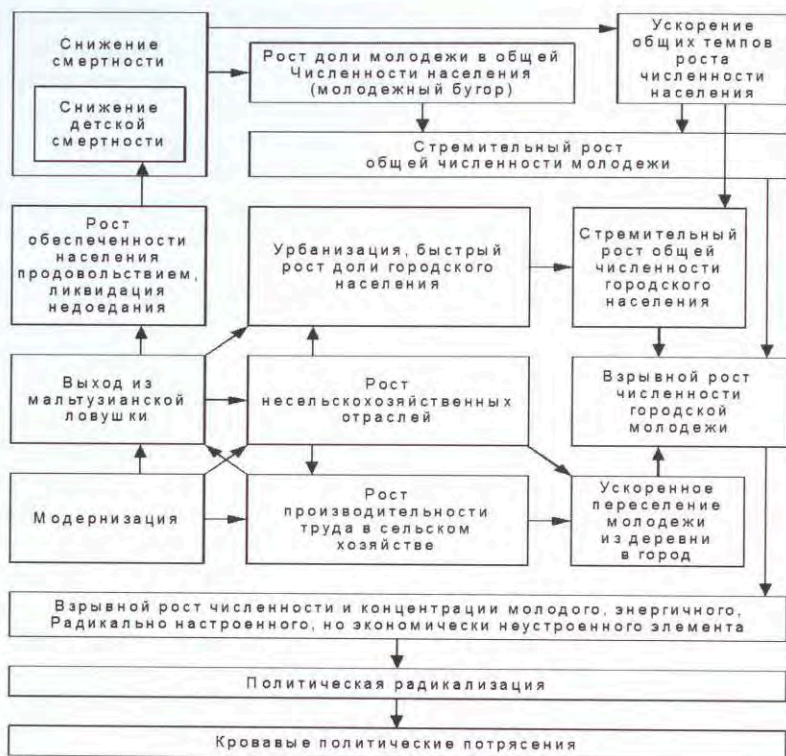 Снижение
смертности
Снижение
детской
смертности
Рост доли молодежи в общей
Численности населения
(молодежный бугор)
Ускорение
общих темпов
роста
численности
населения
Стремительный рост
общей численности молодежи
Рост
обеспеченности
населения
продовольствием,
ликвидация
недоедания
Урбанизация, быстрый
рост доли городского
населения
Стремительный
рост общей
численности
городского
населения
Выход из
мальтузианской
ловушки
Рост
несельскохозяйственных
отраслей
Взрывной рост
численности
городской
молодежи
Модернизация
Рост
производительности
труда в сельском
хозяйстве
Ускоренное
переселение
молодежи
из деревни
в город
Взрывной рост численности и концентрации молодого, энергичного,
Радикально настроенного, но экономически неустроенного элемента
Политическая радикализация
Кровавые политические потрясения